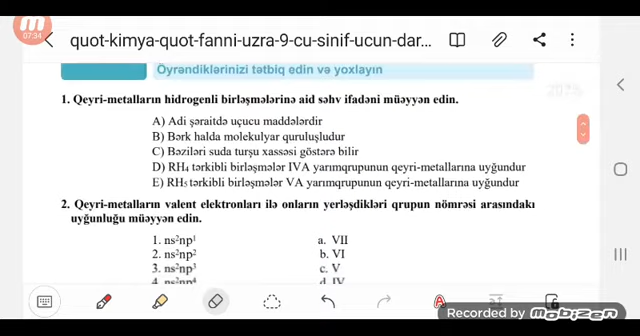 07:34
quot-kimya-quot-fanni-uzra-9-cu-sinif-ucun-dar...
Öyrəndiklərinizi tətbiq edin və yoxlayın
1. Qeyri-metalların hidrogenli birləşmələrinə aid səhv ifadəni müəyyən edin.
A) Adi şəraitdə uçucu maddələrdir
B) Bərk halda molekulyar quruluşludur
C) Bəziləri suda turşu xassəsi göstərə bilir
D) RH₄ tərkibli birləşmələr IVA yarımqrupunun qeyri-metallarına uyğundur
E) RH₅ tərkibli birləşmələr VA yarımqrupunun qeyri-metallarına uyğundur
2. Qeyri-metalların valent elektronları ilə onların yerləşdikləri qrupun nömrəsi arasındakı
uyğunluğu müəyyən edin.
1. ns²np¹ a. VII
2. ns²np² b. VI
3. ns²np³ c. V
4. ns²np⁴ d. IV
Recorded by mobizen